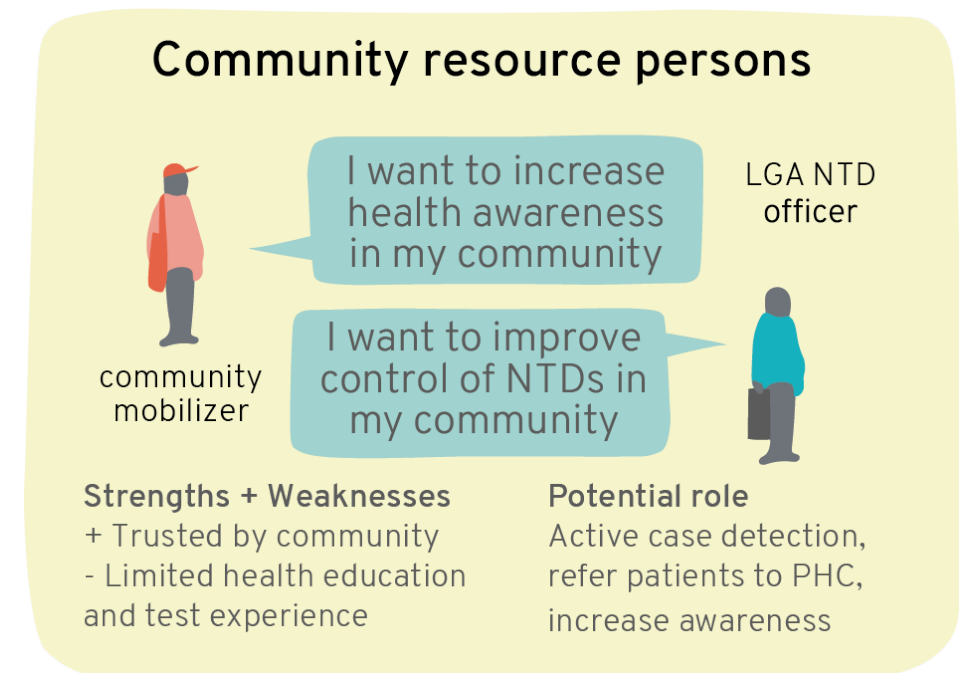 Community resource persons
I want to increase
health awareness
in my community
LGA NTD
officer
I want to improve
control of NTDs in
my community
community
mobilizer
Strengths + Weaknesses
+ Trusted by community
- Limited health education
and test experience
Potential role
Active case detection,
refer patients to PHC,
increase awareness